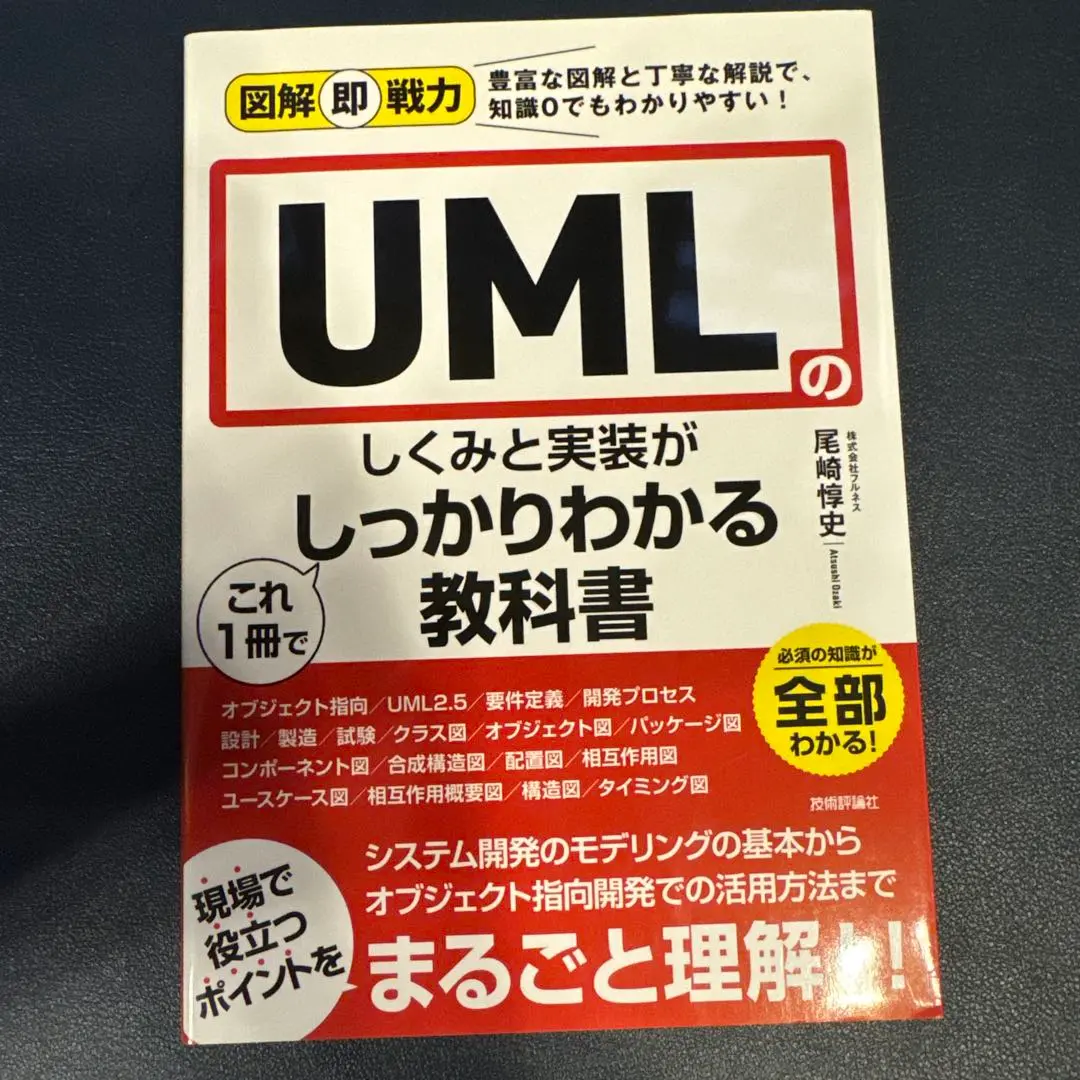 図解即戦力
豊富な図解と丁寧な解説で、
知識0でもわかりやすい！
UMLの
しくみと実装が
しっかりわかる
教科書
これ
1冊で
株式会社フルネス
尾崎惇史
Atsushi Ozaki
必須の知識が
全部
わかる！
オブジェクト指向／UML2.5／要件定義／開発プロセス
設計／製造／試験／クラス図／オブジェクト図／パッケージ図
コンポーネント図／合成構造図／配置図／相互作用図
ユースケース図／相互作用概要図／構造図／タイミング図
技術評論社
現場で
役立つ
ポイントを
システム開発のモデリングの基本から
オブジェクト指向開発での活用方法まで
まるごと理解！！